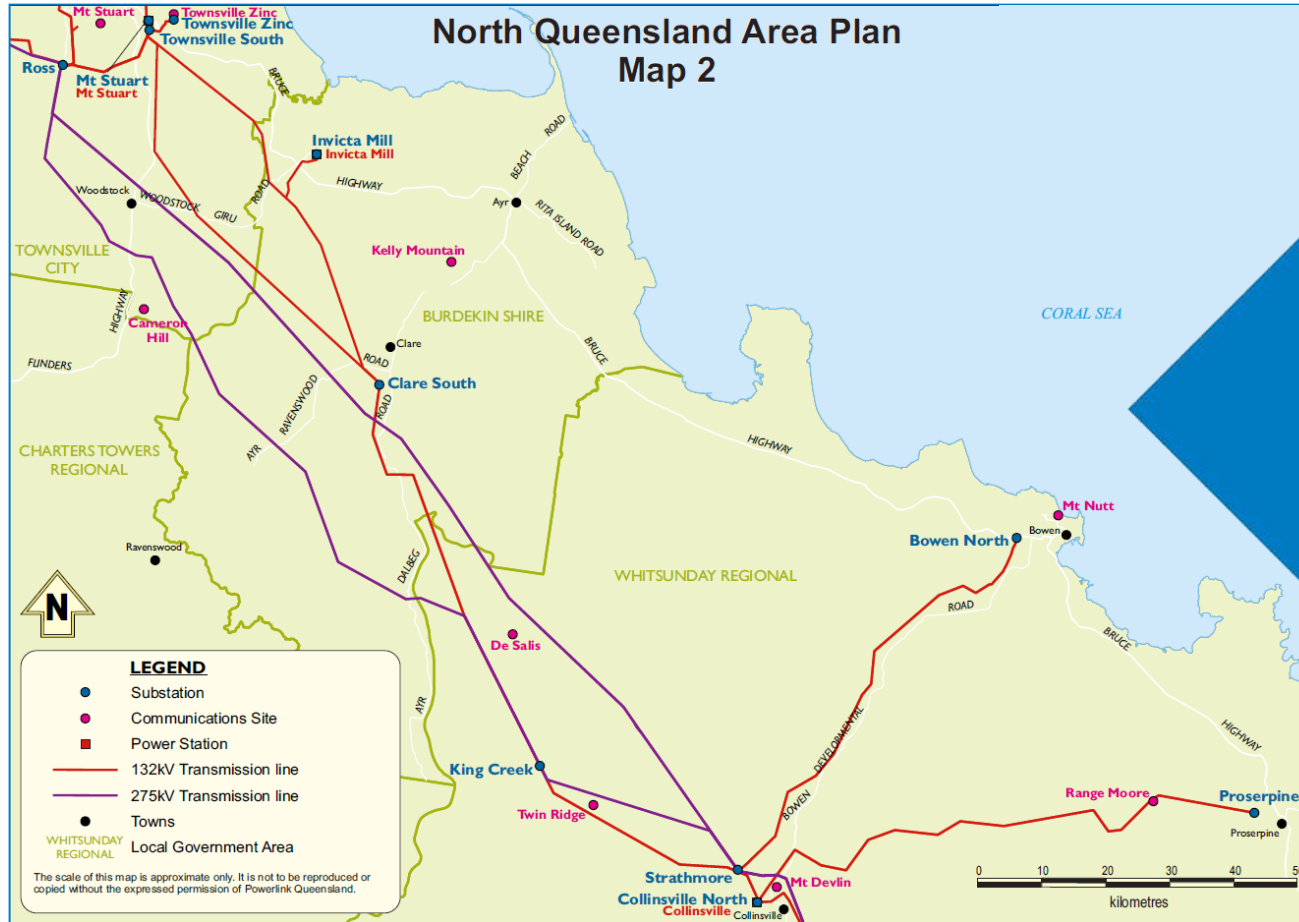 North Queensland Area Plan
Map 2
Mt Stuart
Townsville Zinc
Townsville Zinc
Townsville South
Ross
Mt Stuart
Mt Stuart
BRUCE
Invicta Mill
Invicta Mill
HIGHWAY
BEACH
ROAD
Woodstock
WOODSTOCK
GIRU
ROAD
Ayr
RITA ISLAND ROAD
TOWNSVILLE
CITY
Kelly Mountain
HIGHWAY
Cameron
Hill
BURDEKIN SHIRE
CORAL SEA
FLINDERS
Clare
ROAD
BRUCE
Clare South
RAVENSWOOD
ROAD
AYR
CHARTERS TOWERS
REGIONAL
HIGHWAY
Mt Nutt
Bowen
Bowen North
Ravenswood
DALBEG
WHITSUNDAY REGIONAL
ROAD
BRUCE
N
De Salis
AYR
DEVELOPMENTAL
BOWEN
HIGHWAY
King Creek
Twin Ridge
Range Moore
Proserpine
Proserpine
Strathmore
Mt Devlin
Collinsville North
Collinsville
Collinsville
LEGEND
Substation
Communications Site
Power Station
132kV Transmission line
275kV Transmission line
Towns
WHITSUNDAY
REGIONAL
Local Government Area
The scale of this map is approximate only. It is not to be reproduced or
copied without the expressed permission of Powerlink Queensland.
0 10 20 30 40 50
kilometres